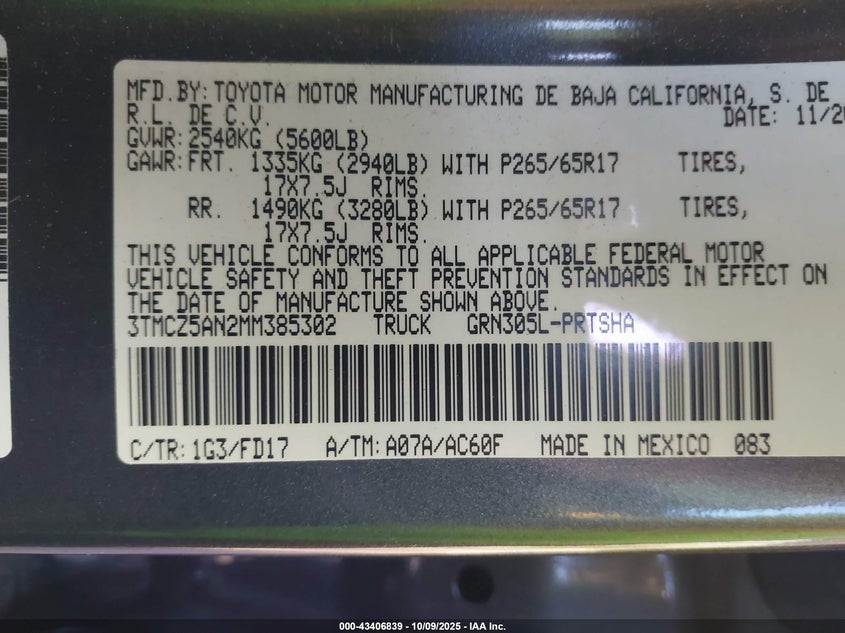 MFD.BY: TOYOTA MOTOR MANUFACTURING DE BAJA CALIFORNIA, S. DE
R.L. DE C.V. DATE: 11/20
GVWR: 2540KG (5600LB)
GAWR: FRT. 1335KG (2940LB) WITH P265/65R17 TIRES,
17X7.5J RIMS.
RR. 1490KG (3280LB) WITH P265/65R17 TIRES,
17X7.5J RIMS.
THIS VEHICLE CONFORMS TO ALL APPLICABLE FEDERAL MOTOR
VEHICLE SAFETY AND THEFT PREVENTION STANDARDS IN EFFECT ON
THE DATE OF MANUFACTURE SHOWN ABOVE.
3TMCZ5AN2MM385302 TRUCK GRN305L-PRTSHA
C/TR: 1G3/FD17 A/TM: A07A/AC60F MADE IN MEXICO 083
000-43406839 - 10/09/2025 - IAA Inc.